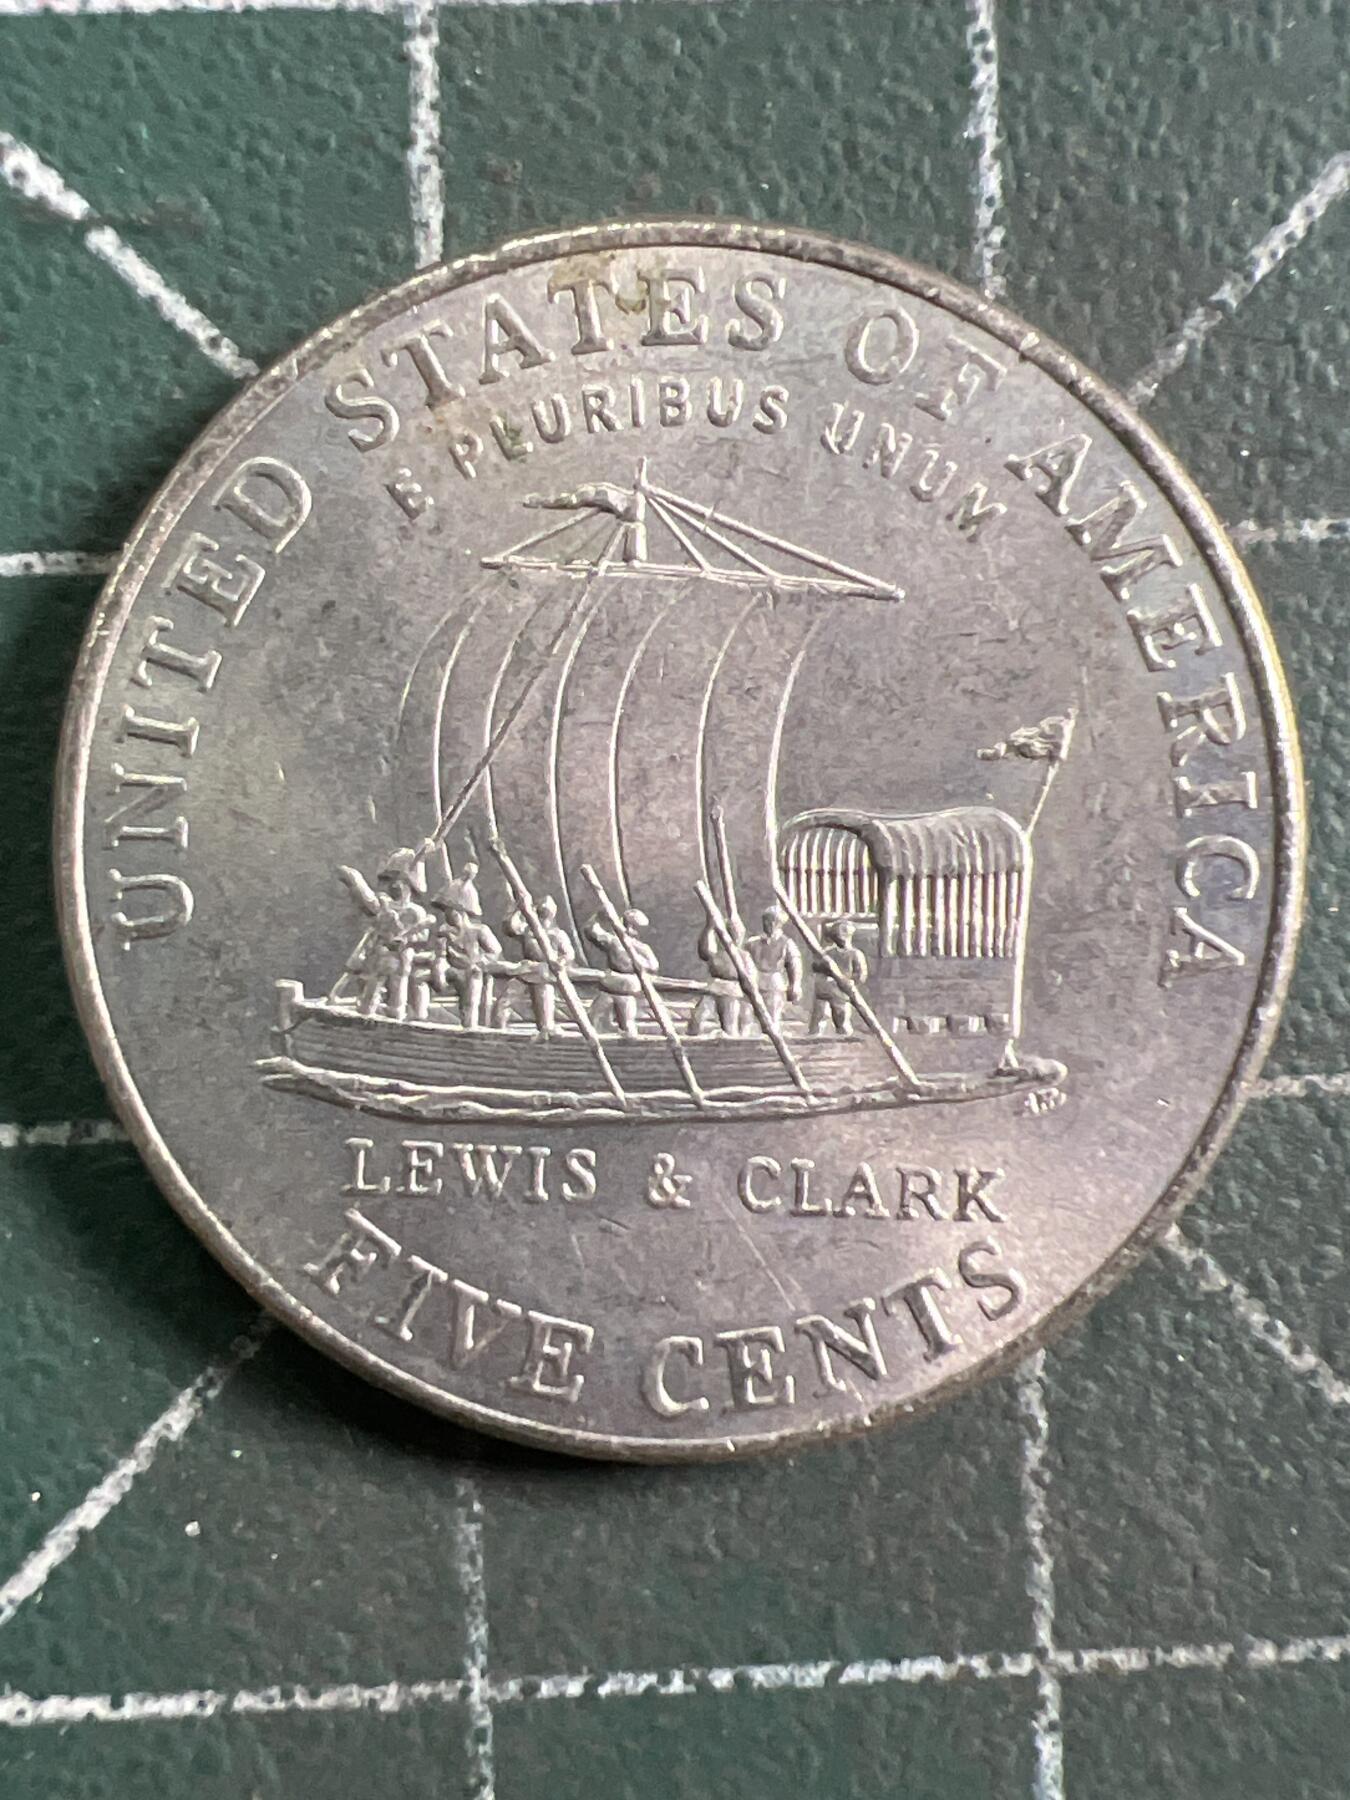 UNITED STATES OF AMERICA
E PLURIBUS UNUM
LEWIS & CLARK
FIVE CENTS